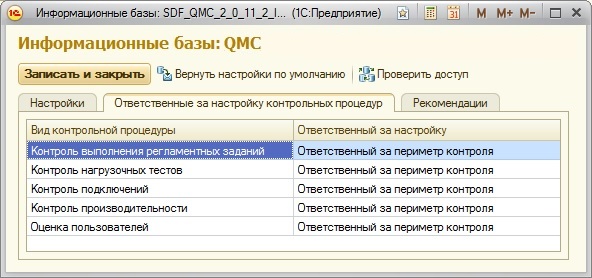 Информационные базы: SDF_QMC_2_0_11_2_I... (1С:Предприятие)
M M+ M-
Информационные базы: QMC
Записать и закрыть Вернуть настройки по умолчанию Проверить доступ
Настройки Ответственные за настройку контрольных процедур Рекомендации
Вид контрольной процедуры Ответственный за настройку
Контроль выполнения регламентных заданий Ответственный за периметр контроля
Контроль нагрузочных тестов Ответственный за периметр контроля
Контроль подключений Ответственный за периметр контроля
Контроль производительности Ответственный за периметр контроля
Оценка пользователей Ответственный за периметр контроля